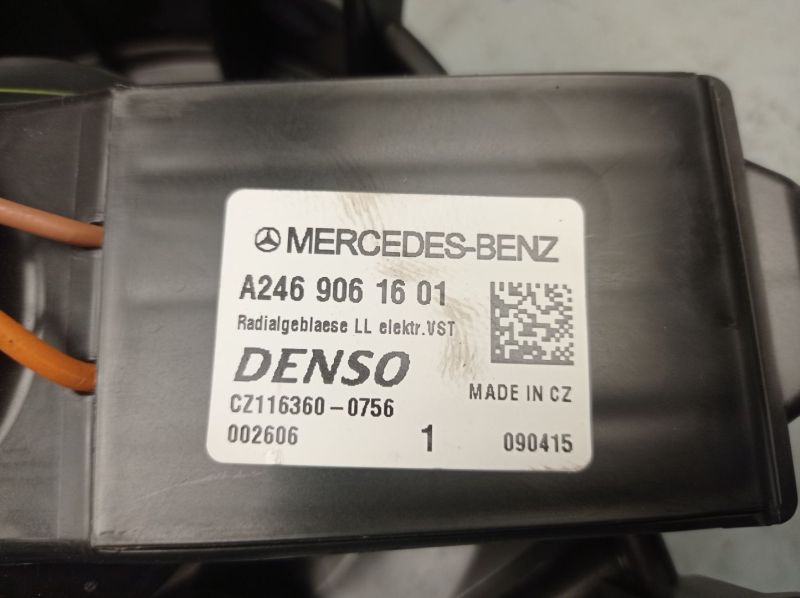 MERCEDES-BENZ
A246 906 16 01
Radialgeblaese LL elektr.VST
DENSO
MADE IN CZ
CZ116360-0756
002606 1 090415